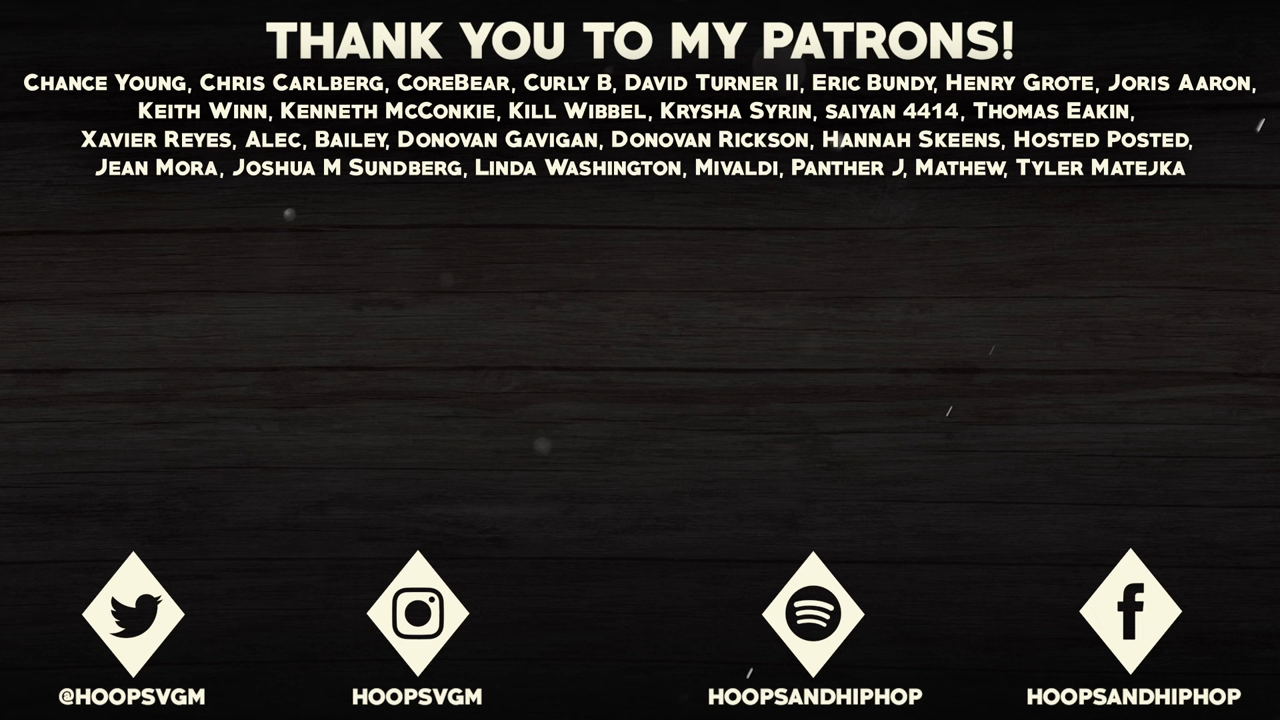 THANK YOU TO MY PATRONS!
CHANCE YOUNG, CHRIS CARLBERG, COREBEAR, CURLY B, DAVID TURNER II, ERIC BUNDY, HENRY GROTE, JORIS AARON,
KEITH WINN, KENNETH MCCONKIE, KILL WIBBEL, KRYSHA SYRIN, SAIYAN 4414, THOMAS EAKIN,
XAVIER REYES, ALEC, BAILEY, DONOVAN GAVIGAN, DONOVAN RICKSON, HANNAH SKEENS, HOSTED POSTED,
JEAN MORA, JOSHUA M SUNDBERG, LINDA WASHINGTON, MIVALDI, PANTHER J, MATHEW, TYLER MATEJKA
@HOOPSVGM
HOOPSVGM
HOOPSANDHIPHOP
HOOPSANDHIPHOP